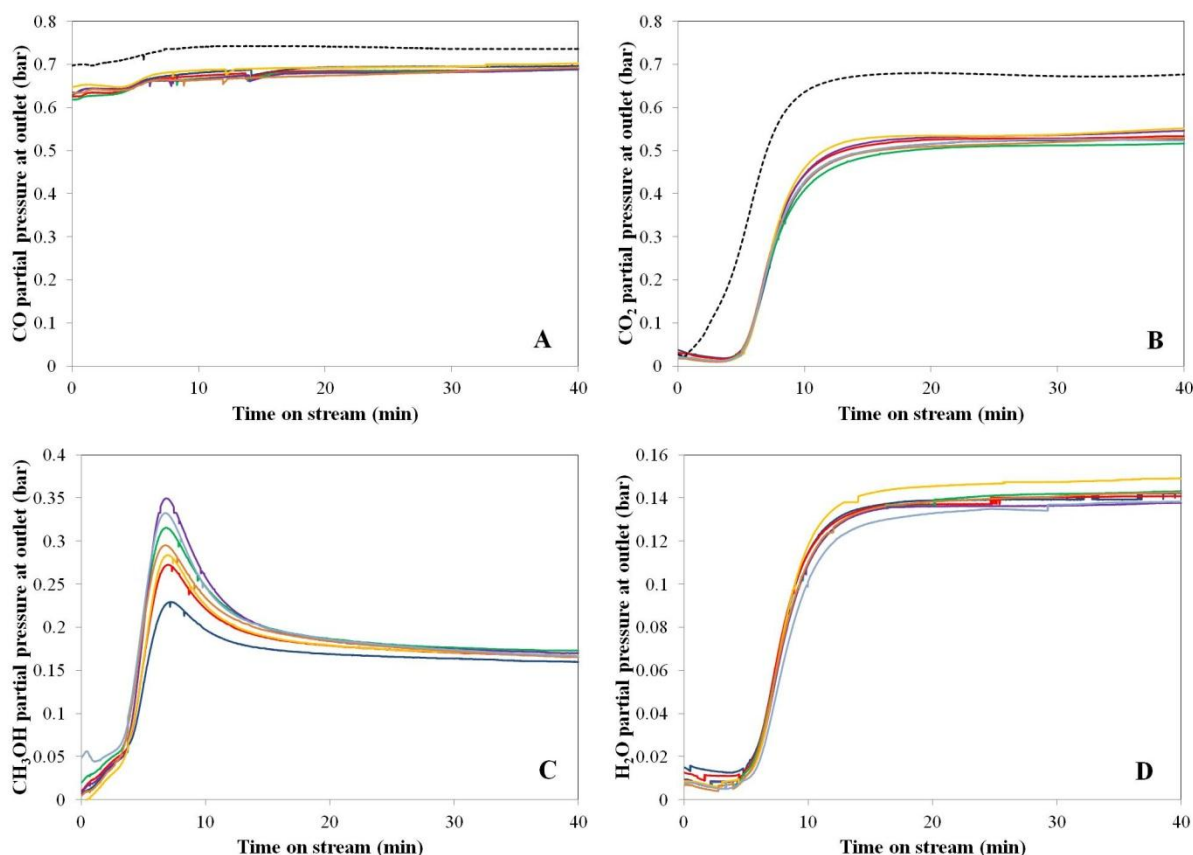 CO partial pressure at outlet (bar)
0.8
0.7
0.6
0.5
0.4
0.3
0.2
0.1
0
0 10 20 30 40
Time on stream (min)
A
CO₂ partial pressure at outlet (bar)
0.8
0.7
0.6
0.5
0.4
0.3
0.2
0.1
0
0 10 20 30 40
Time on stream (min)
B
CH₃OH partial pressure at outlet (bar)
0.4
0.35
0.3
0.25
0.2
0.15
0.1
0.05
0
0 10 20 30 40
Time on stream (min)
C
H₂O partial pressure at outlet (bar)
0.16
0.14
0.12
0.1
0.08
0.06
0.04
0.02
0
0 10 20 30 40
Time on stream (min)
D